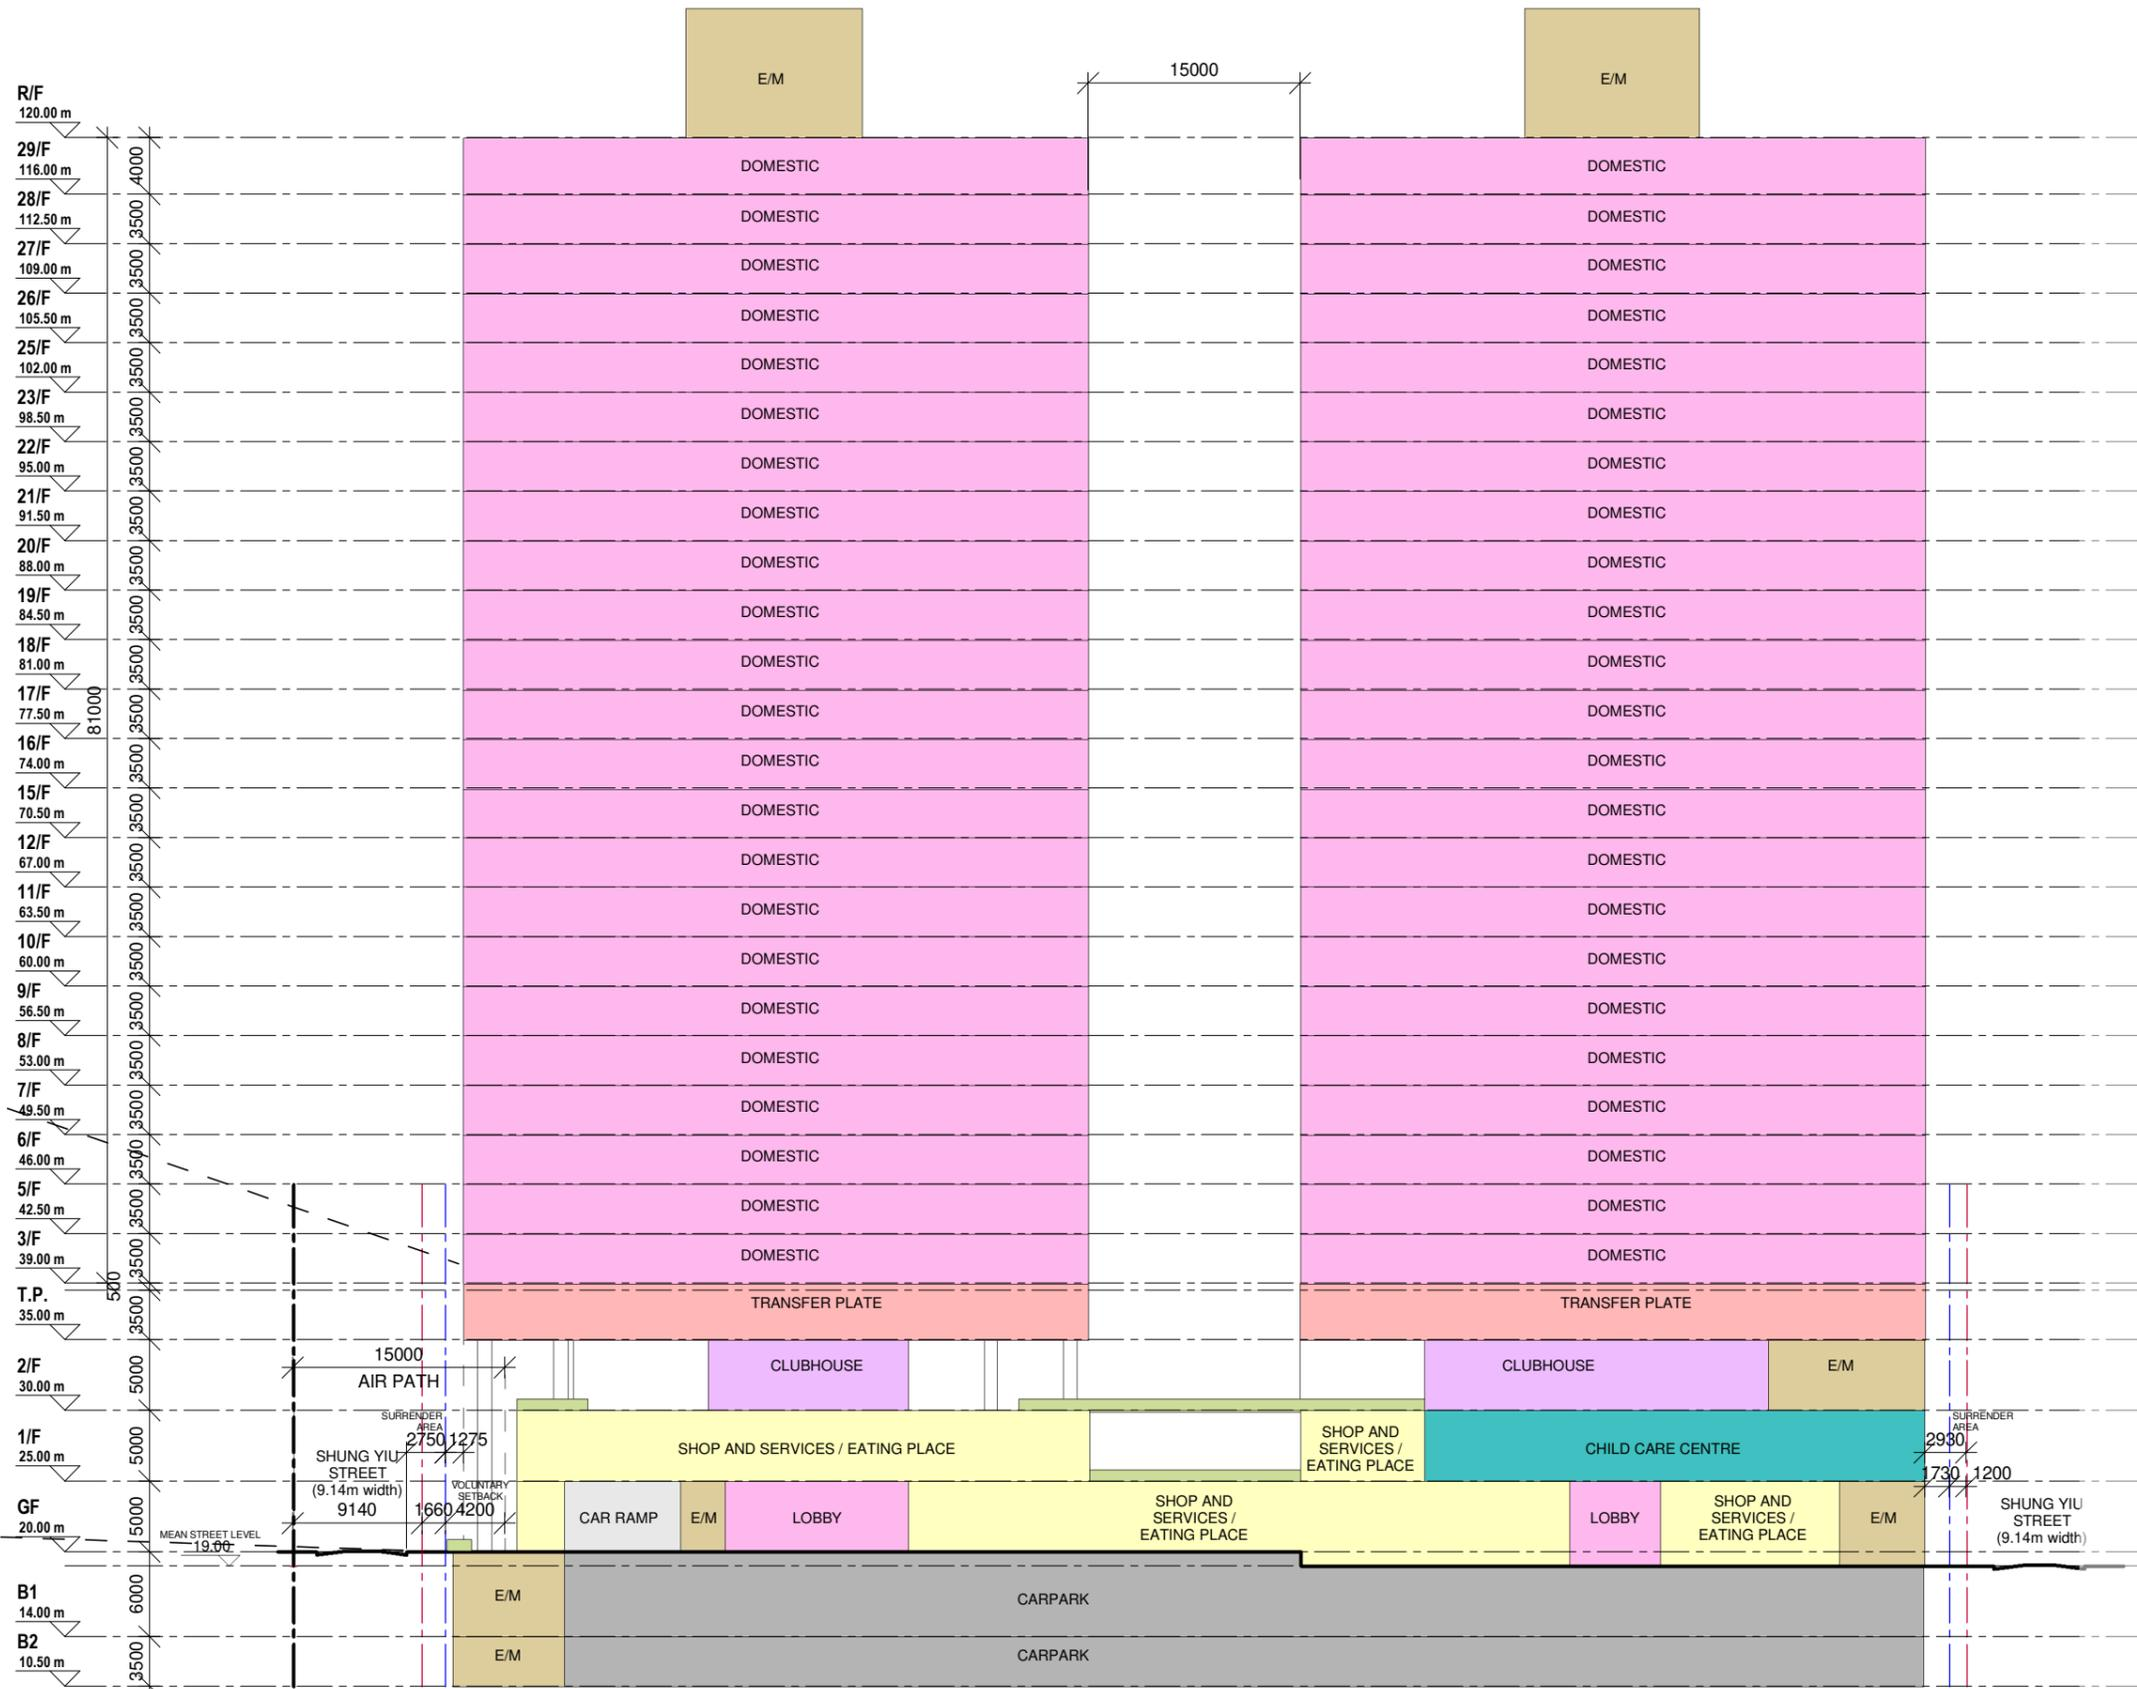 E/M
E/M
15000
R/F
120.00 m
29/F
116.00 m
4000
DOMESTIC
DOMESTIC
28/F
112.50 m
3500
DOMESTIC
DOMESTIC
27/F
109.00 m
3500
DOMESTIC
DOMESTIC
26/F
105.50 m
3500
DOMESTIC
DOMESTIC
25/F
102.00 m
3500
DOMESTIC
DOMESTIC
23/F
98.50 m
3500
DOMESTIC
DOMESTIC
22/F
95.00 m
3500
DOMESTIC
DOMESTIC
21/F
91.50 m
3500
DOMESTIC
DOMESTIC
20/F
88.00 m
3500
DOMESTIC
DOMESTIC
19/F
84.50 m
3500
DOMESTIC
DOMESTIC
18/F
81.00 m
3500
DOMESTIC
DOMESTIC
81000
17/F
77.50 m
3500
DOMESTIC
DOMESTIC
16/F
74.00 m
3500
DOMESTIC
DOMESTIC
15/F
70.50 m
3500
DOMESTIC
DOMESTIC
12/F
67.00 m
3500
DOMESTIC
DOMESTIC
11/F
63.50 m
3500
DOMESTIC
DOMESTIC
10/F
60.00 m
3500
DOMESTIC
DOMESTIC
9/F
56.50 m
3500
DOMESTIC
DOMESTIC
8/F
53.00 m
3500
DOMESTIC
DOMESTIC
7/F
49.50 m
3500
DOMESTIC
DOMESTIC
6/F
46.00 m
3500
DOMESTIC
DOMESTIC
5/F
42.50 m
3500
DOMESTIC
DOMESTIC
3/F
39.00 m
3500
DOMESTIC
DOMESTIC
500
T.P.
35.00 m
3500
TRANSFER PLATE
TRANSFER PLATE
2/F
30.00 m
5000
15000
AIR PATH
CLUBHOUSE
CLUBHOUSE
E/M
1/F
25.00 m
5000
SURRENDER
AREA
2750
1275
SHUNG YIU
STREET
(9.14m width)
SHOP AND SERVICES / EATING PLACE
SHOP AND
SERVICES /
EATING PLACE
CHILD CARE CENTRE
SURRENDER
AREA
2930
1730
1200
GF
20.00 m
5000
9140
1660
VOLUNTARY
SETBACK
4200
CAR RAMP
E/M
LOBBY
SHOP AND
SERVICES /
EATING PLACE
LOBBY
SHOP AND
SERVICES /
EATING PLACE
E/M
SHUNG YIU
STREET
(9.14m width)
MEAN STREET LEVEL
19.00
B1
14.00 m
6000
E/M
CARPARK
B2
10.50 m
3500
E/M
CARPARK